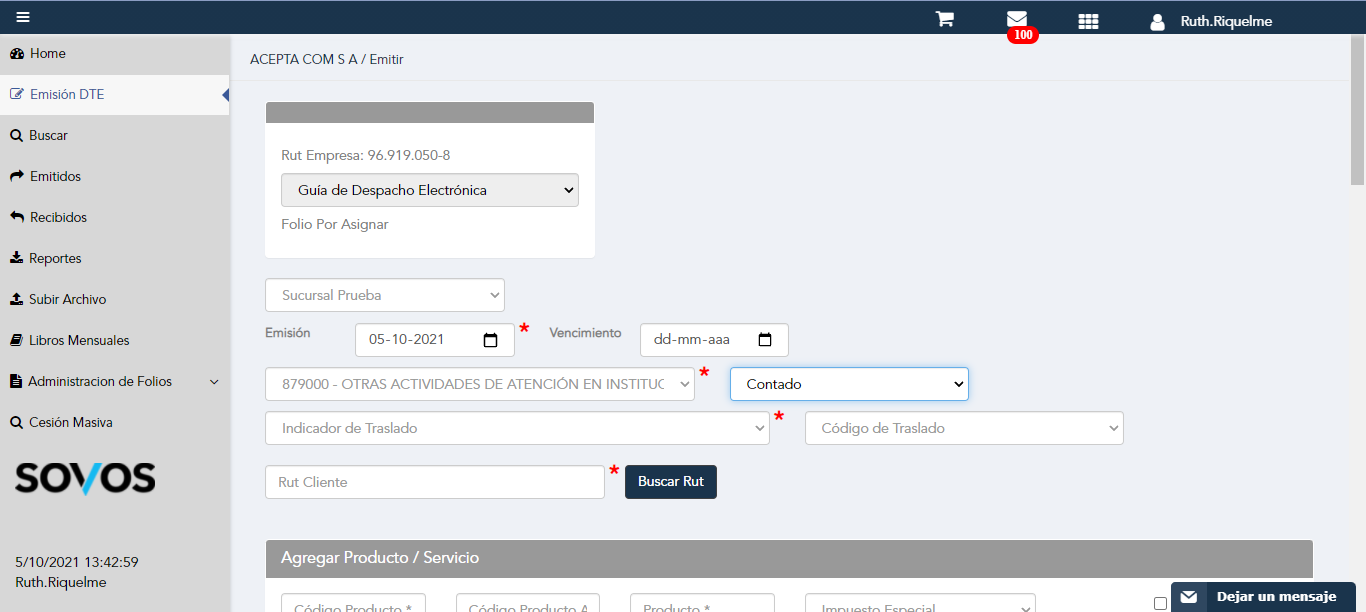 100
Ruth.Riquelme
Home
Emisión DTE
Buscar
Emitidos
Recibidos
Reportes
Subir Archivo
Libros Mensuales
Administracion de Folios
Cesión Masiva
SOVOS
5/10/2021 13:42:59
Ruth.Riquelme
ACEPTA COM S A / Emitir
Rut Empresa: 96.919.050-8
Guía de Despacho Electrónica
Folio Por Asignar
Sucursal Prueba
Emisión 05-10-2021 * Vencimiento dd-mm-aaa
879000 - OTRAS ACTIVIDADES DE ATENCIÓN EN INSTITUC * Contado
Indicador de Traslado * Código de Traslado
Rut Cliente * Buscar Rut
Agregar Producto / Servicio
Código Producto * Código Producto A Producto * Impuesto Especial
Dejar un mensaje